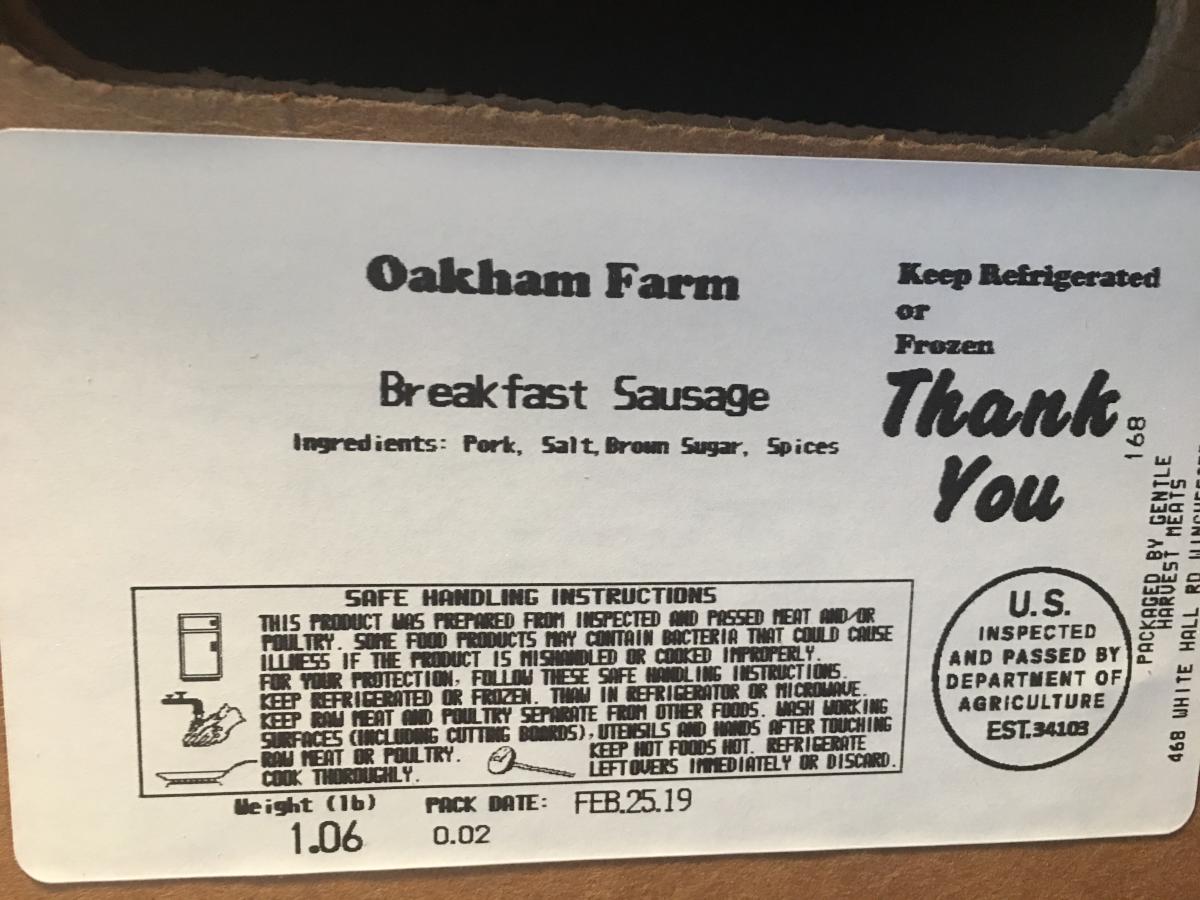 Oakham Farm
Breakfast Sausage
Ingredients: Pork, Salt, Brown Sugar, Spices
Keep Refrigerated
or
Frozen
Thank
You
168
PACKAGED BY GENTLE
HARVEST MEATS
468 WHITE HALL RD
SAFE HANDLING INSTRUCTIONS
THIS PRODUCT WAS PREPARED FROM INSPECTED AND PASSED MEAT AND/OR
POULTRY. SOME FOOD PRODUCTS MAY CONTAIN BACTERIA THAT COULD CAUSE
ILLNESS IF THE PRODUCT IS MISHANDLED OR COOKED IMPROPERLY.
FOR YOUR PROTECTION, FOLLOW THESE SAFE HANDLING INSTRUCTIONS.
KEEP REFRIGERATED OR FROZEN. THAW IN REFRIGERATOR OR MICROWAVE.
KEEP RAW MEAT AND POULTRY SEPARATE FROM OTHER FOODS. WASH WORKING
SURFACES (INCLUDING CUTTING BOARDS), UTENSILS AND HANDS AFTER TOUCHING
RAW MEAT OR POULTRY.
COOK THOROUGHLY.
KEEP HOT FOODS HOT. REFRIGERATE
LEFTOVERS IMMEDIATELY OR DISCARD.
U.S.
INSPECTED
AND PASSED BY
DEPARTMENT OF
AGRICULTURE
EST.34103
Weight (lb) PACK DATE: FEB.25.19
1.06 0.02